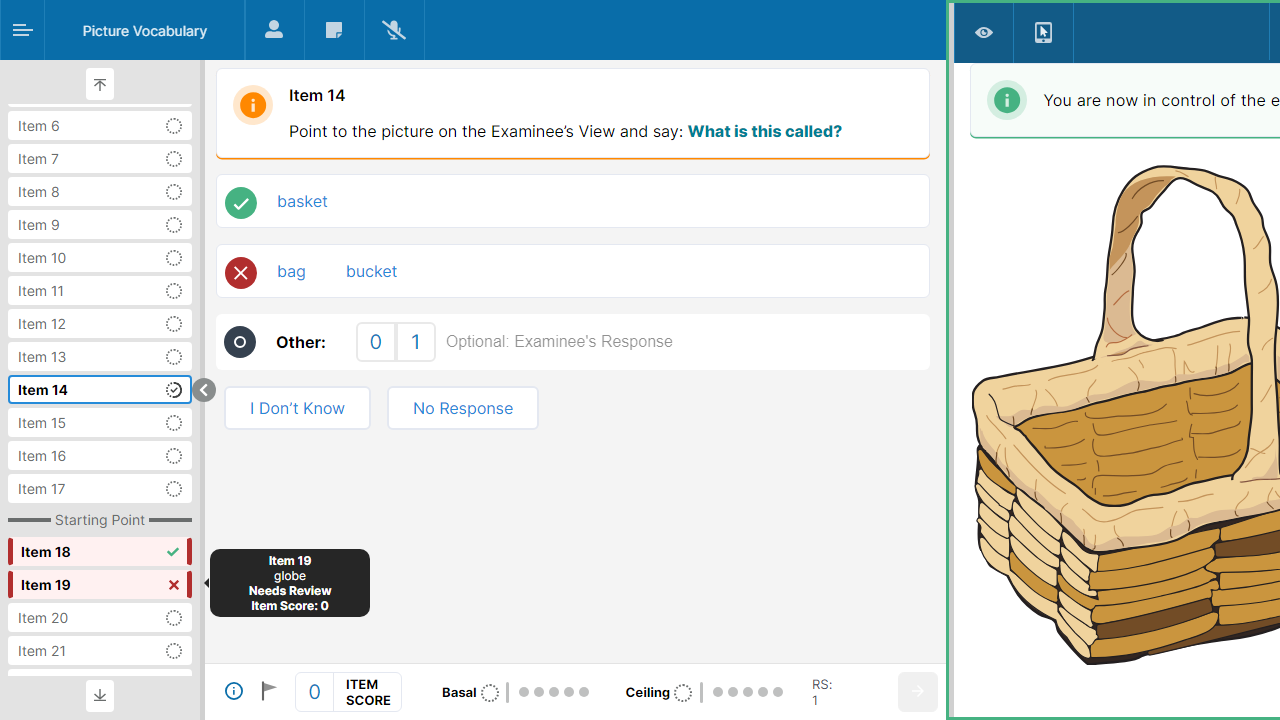 Picture Vocabulary
Item 6
Item 7
Item 8
Item 9
Item 10
Item 11
Item 12
Item 13
Item 14
Item 15
Item 16
Item 17
Starting Point
Item 18
Item 19
Item 20
Item 21
Item 14
Point to the picture on the Examinee’s View and say: What is this called?
basket
bag bucket
Other: 0 1 Optional: Examinee's Response
I Don’t Know No Response
Item 19
globe
Needs Review
Item Score: 0
0 ITEM
SCORE
Basal
Ceiling
RS:
1
You are now in control of the e